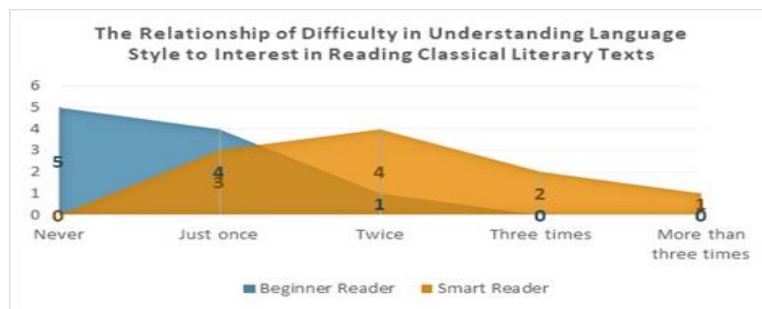 The Relationship of Difficulty in Understanding Language
Style to Interest in Reading Classical Literary Texts
6
5
4
3
2
1
0
5
0
4
3
4
1
2
0
1
0
Never
Just once
Twice
Three times
More than
three times
Beginner Reader
Smart Reader